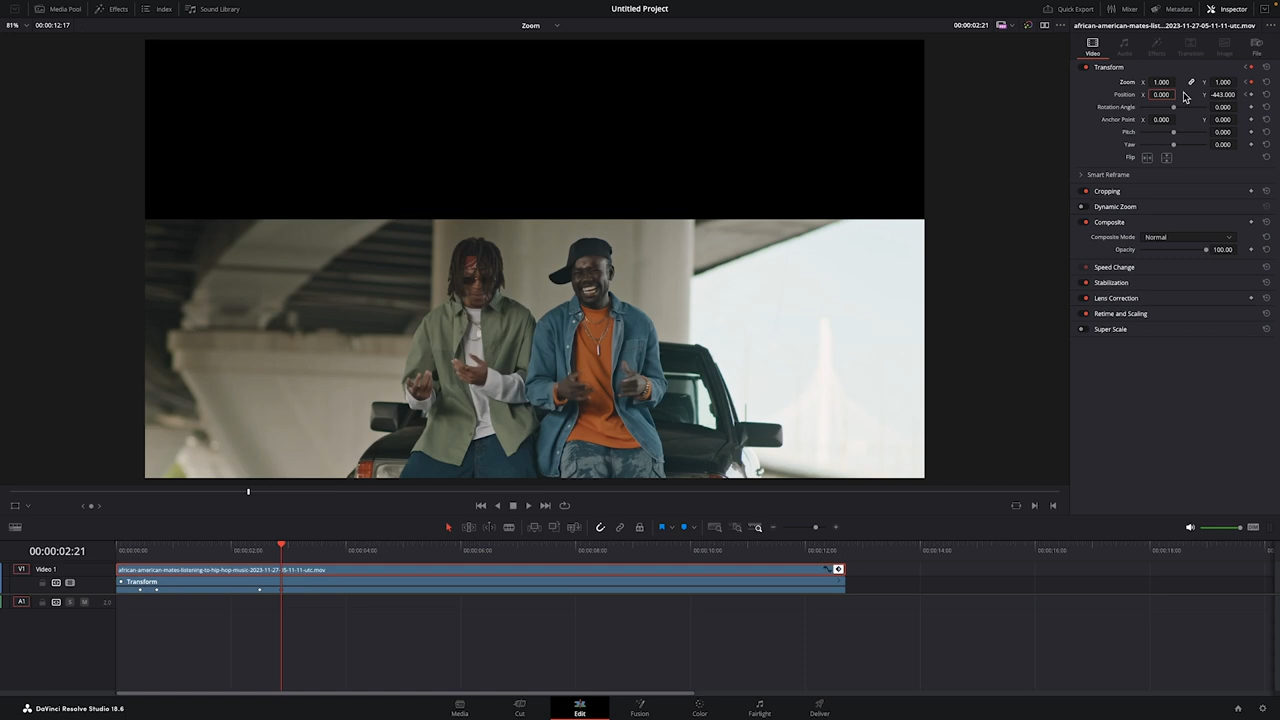 Media Pool Effects Index Sound Library Untitled Project Quick Export Mixer Metadata Inspector
81% 00:00:12:17 Zoom 00:00:02:21 african-american-mates-list...2023-11-27-05-11-11-utc.mov
Video Audio Effects Transition Image File
Transform
Zoom X 1.000 Y 1.000
Position X 0.000 Y -443.000
Rotation Angle 0.000
Anchor Point X 0.000 Y 0.000
Pitch 0.000
Yaw 0.000
Flip
Smart Reframe
Cropping
Dynamic Zoom
Composite
Composite Mode Normal
Opacity 100.00
Speed Change
Stabilization
Lens Correction
Retime and Scaling
Super Scale
00:00:02:21 00:00:00:00 00:00:02:00 00:00:04:00 00:00:06:00 00:00:08:00 00:00:10:00 00:00:12:00 00:00:14:00 00:00:16:00 00:00:18:00
V1 Video 1 african-american-mates-listening-to-hip-hop-music-2023-11-27-05-11-11-utc.mov
Transform
A1 S M 2.0
DaVinci Resolve Studio 18.6 Media Cut Edit Fusion Color Fairlight Deliver